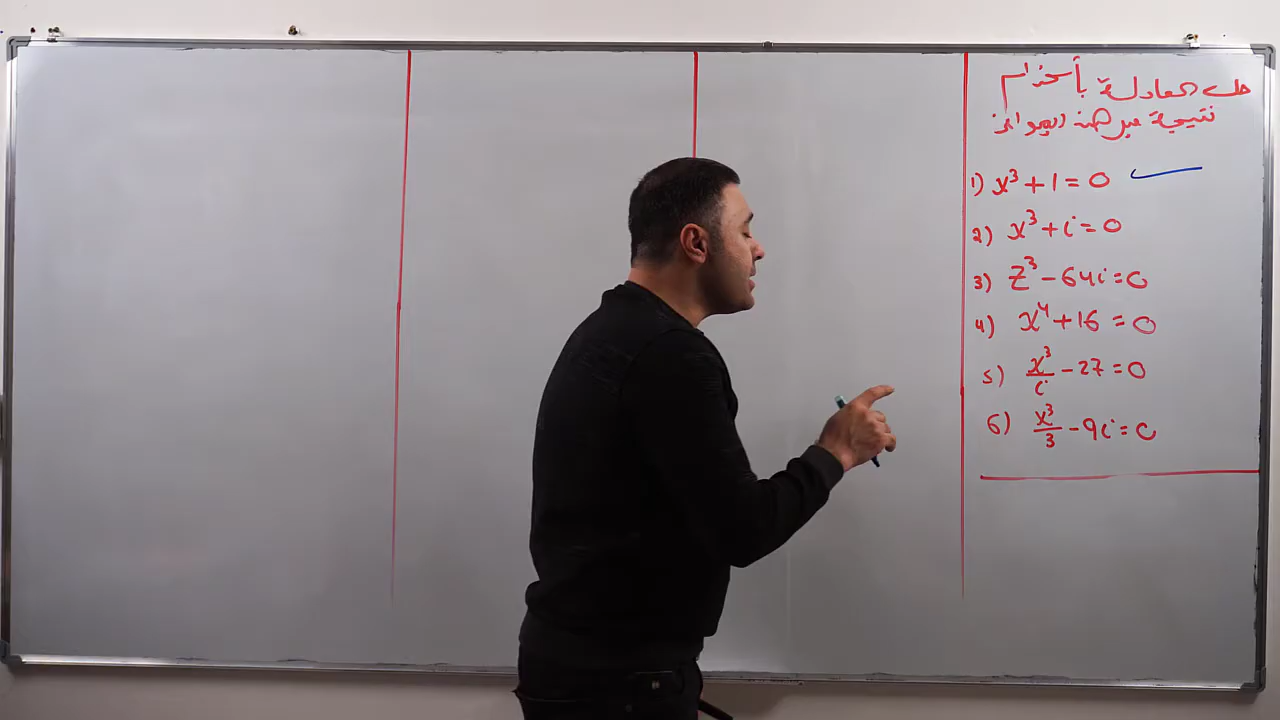 حل المعادلة بأستخدام
نتيجة مبرهنة ديموافر
1) x³ + 1 = 0
2) x³ + i = 0
3) z³ - 64i = 0
4) x⁴ + 16 = 0
5) x³/i - 27 = 0
6) x³/3 - 9i = 0